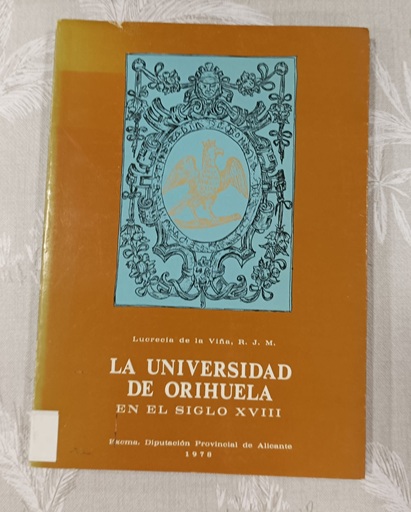 Lucrecia de la Viña, R. J. M.
LA UNIVERSIDAD
DE ORIHUELA
EN EL SIGLO XVIII
Excma. Diputación Provincial de Alicante
1978